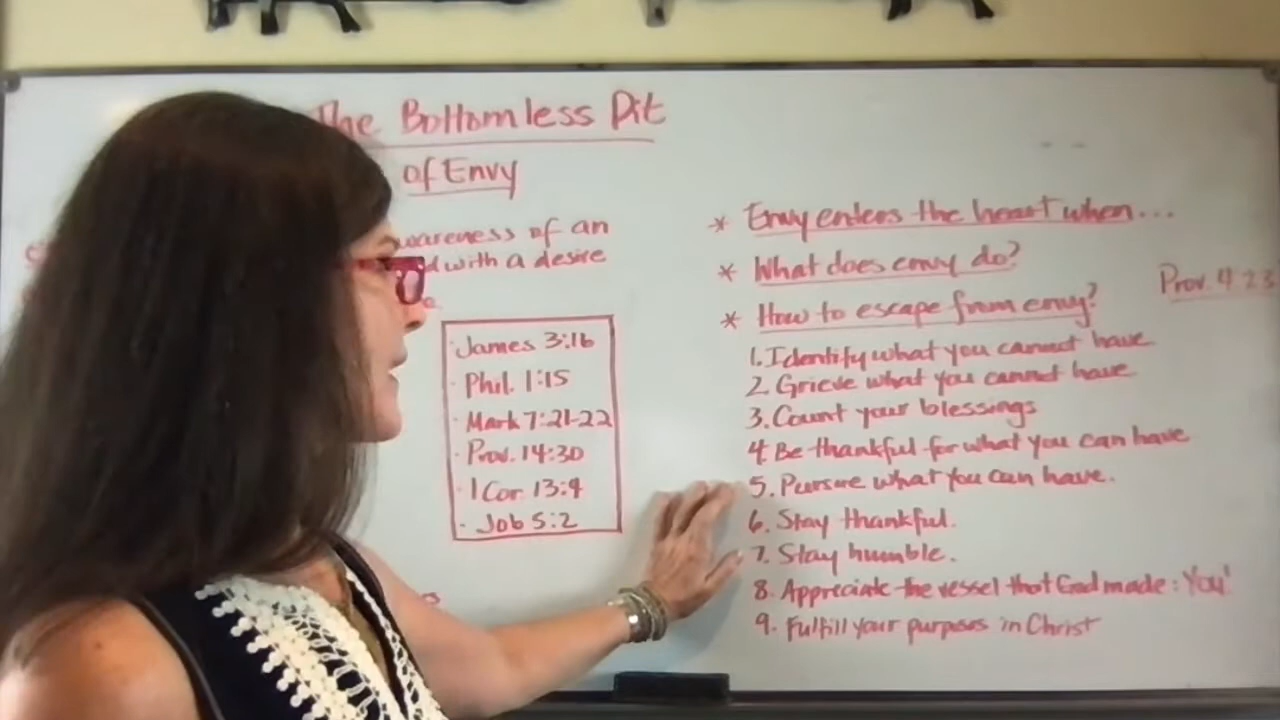 The Bottomless Pit
of Envy
wareness of an
d with a desire
James 3:16
Phil. 1:15
Mark 7:21-22
Prov. 14:30
1 Cor 13:4
Job 5:2
* Envy enters the heart when...
* What does envy do?
Prov. 4:23
* How to escape from envy?
1. Identify what you cannot have
2. Grieve what you cannot have
3. Count your blessings
4. Be thankful for what you can have
5. Pursue what you can have.
6. Stay thankful.
7. Stay humble.
8. Appreciate the vessel that God made: You!
9. Fulfill your purposes in Christ